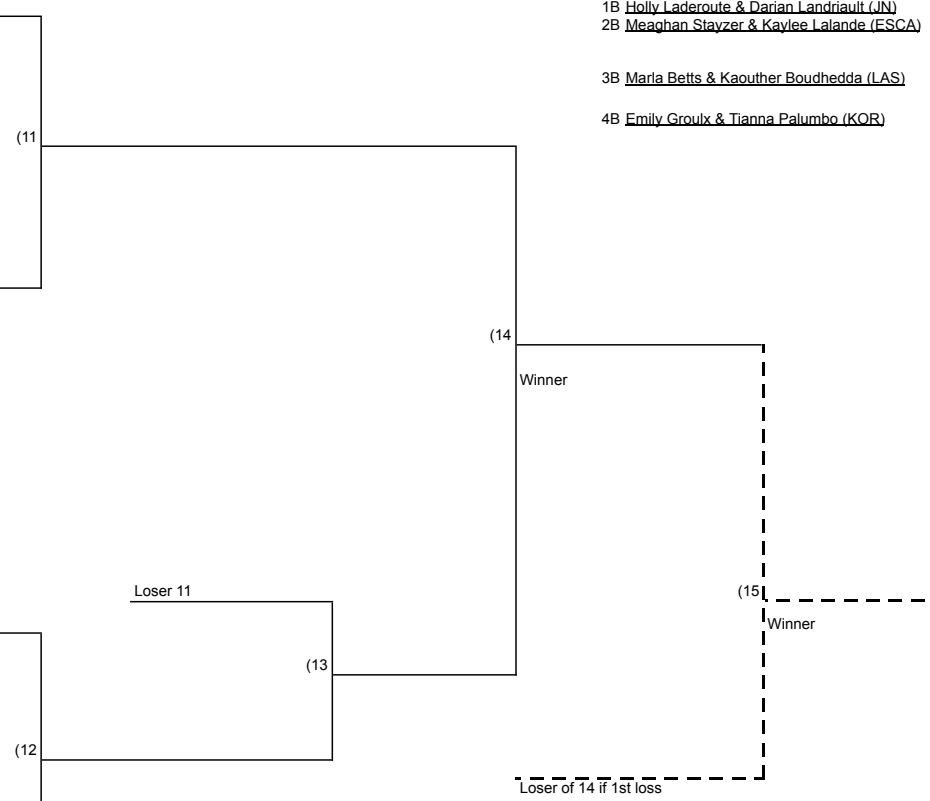 1B Holly Laderoute & Darian Landriault (JN)
2B Meaghan Stayzer & Kaylee Lalande (ESCA)
3B Marla Betts & Kaouther Boudhedda (LAS)
4B Emily Groulx & Tianna Palumbo (KOR)
(11
(14
Winner
Loser 11
(15
Winner
(13
(12
Loser of 14 if 1st loss